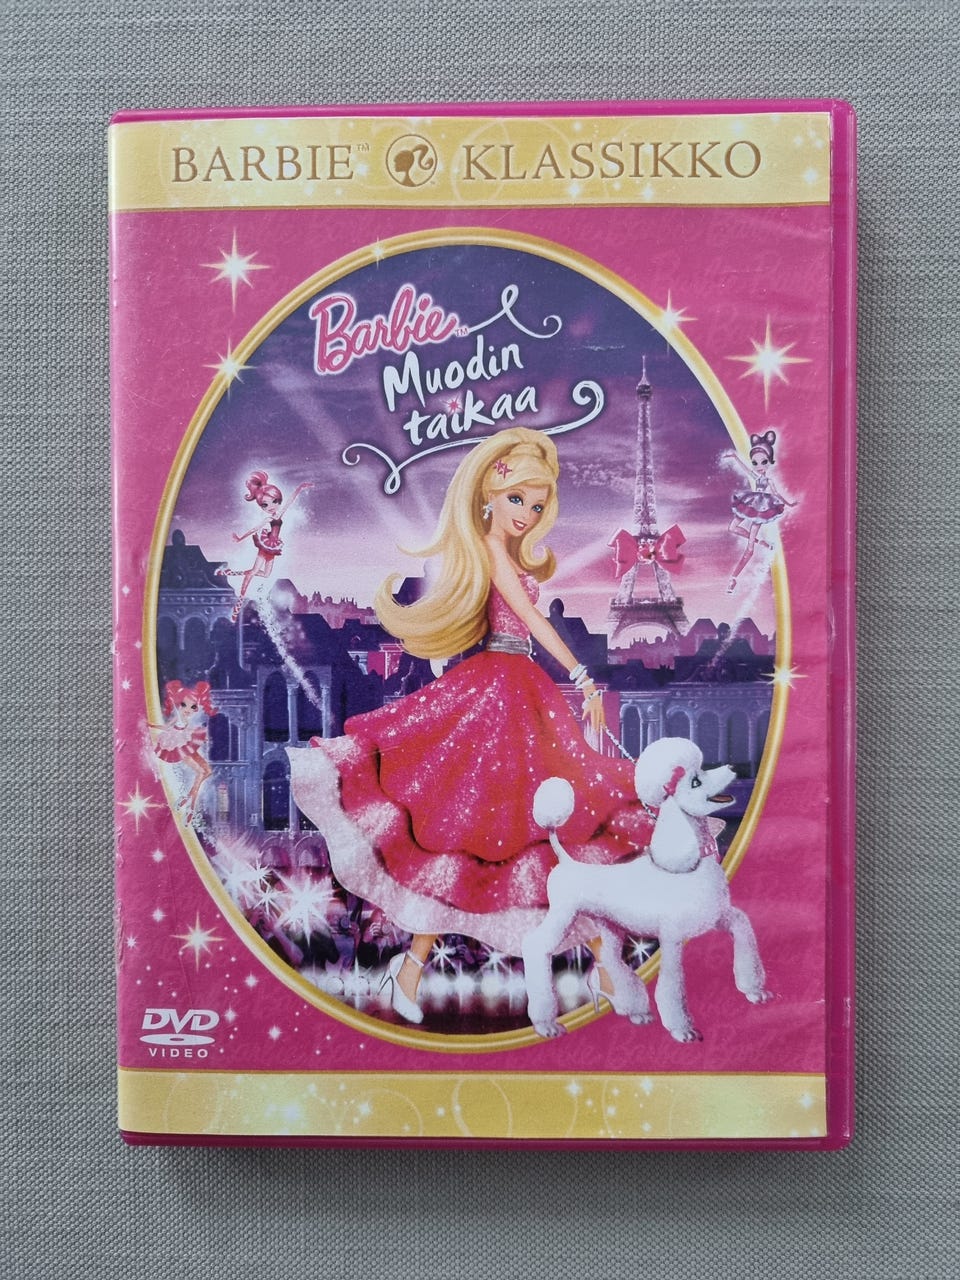 BARBIE™ KLASSIKKO
Barbie™
Muodin
taikaa
DVD
VIDEO